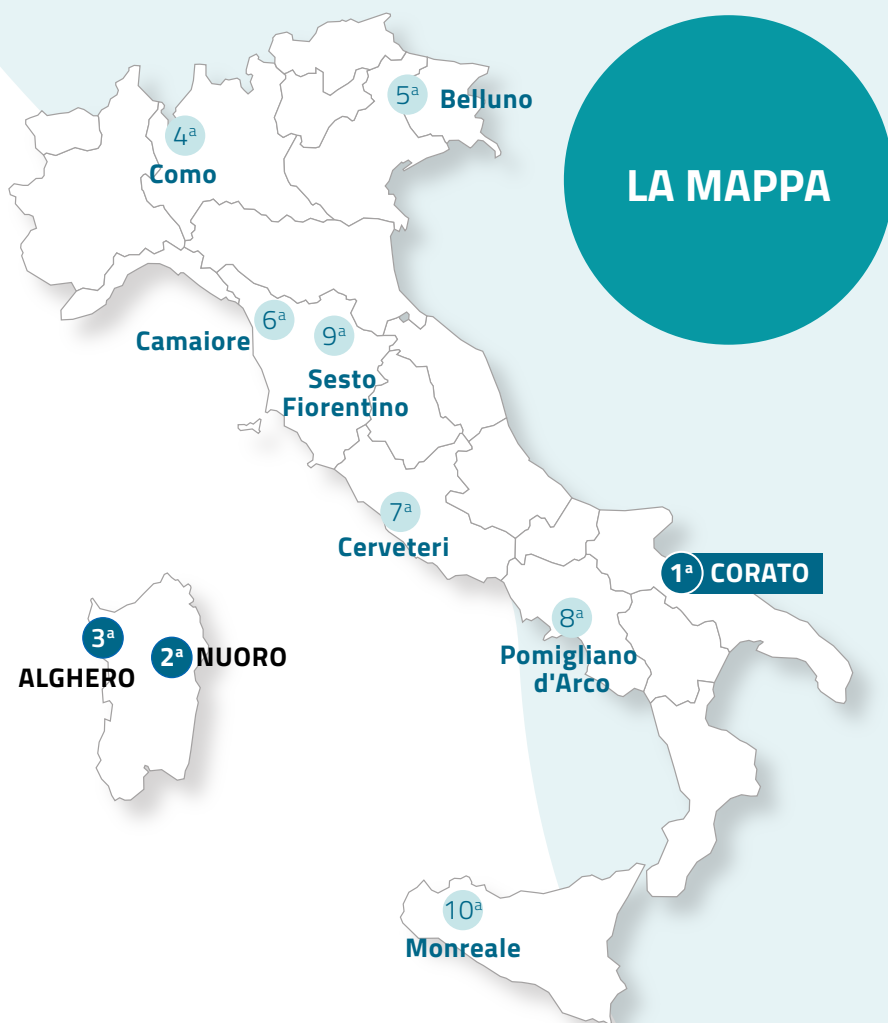 LA MAPPA
5ª Belluno
4ª
Como
6ª
Camaiore
9ª
Sesto
Fiorentino
7ª
Cerveteri
1ª CORATO
8ª
Pomigliano
d'Arco
3ª
ALGHERO
2ª NUORO
10ª
Monreale